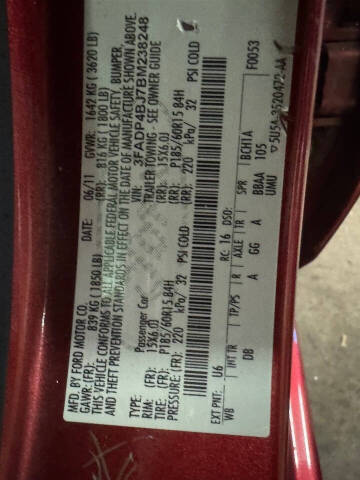 MFD. BY FORD MOTOR CO.
06/11 GVWR: 1642 KG ( 3620 LB)
GAWR:(FR): 839 KG ( 1850 LB) (RR): 816 KG ( 1800 LB)
THIS VEHICLE CONFORMS TO ALL APPLICABLE FEDERAL MOTOR VEHICLE SAFETY, BUMPER,
AND THEFT PREVENTION STANDARDS IN EFFECT ON THE DATE OF MANUFACTURE SHOWN ABOVE.
VIN: 3FADP4BJ7BM238248
TYPE: Passenger Car TRAILER TOWING - SEE OWNER GUIDE
RIM: (FR): 15X6.0J (RR): 15X6.0J
TIRE: (FR): P185/60R15 84H (RR): P185/60R15 84H
PRESSURE:(FR): 220 kPa/ 32 PSI COLD (RR): 220 kPa/ 32 PSI COLD
EXT PNT: U6 RC: 16 DSO: F0053
WB INT TR TP/PS R AXLE TR SPR BCH1A
DB A GG A BBAA 105
UMU ▽5U5A-3520472-AA